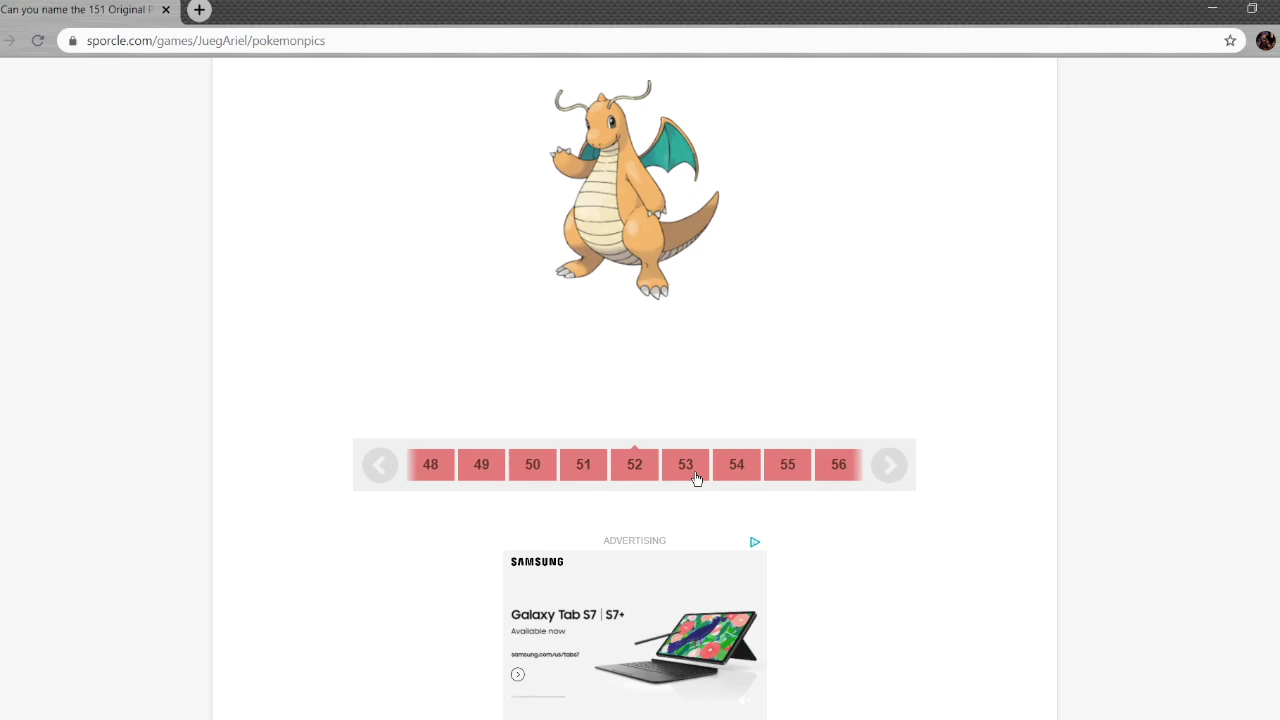 Can you name the 151 Original P
sporcle.com/games/JuegAriel/pokemonpics
48 49 50 51 52 53 54 55 56
ADVERTISING
SAMSUNG
Galaxy Tab S7 | S7+
Available now
samsung.com/us/tabs7